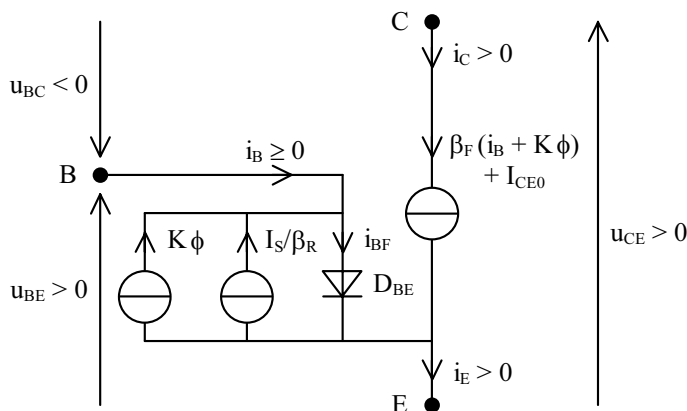 C
u_BC < 0
i_C > 0
i_B ≥ 0
β_F (i_B + K ϕ)
+ I_CE0
B
K ϕ
I_S/β_R
i_BF
u_CE > 0
u_BE > 0
D_BE
i_E > 0
E